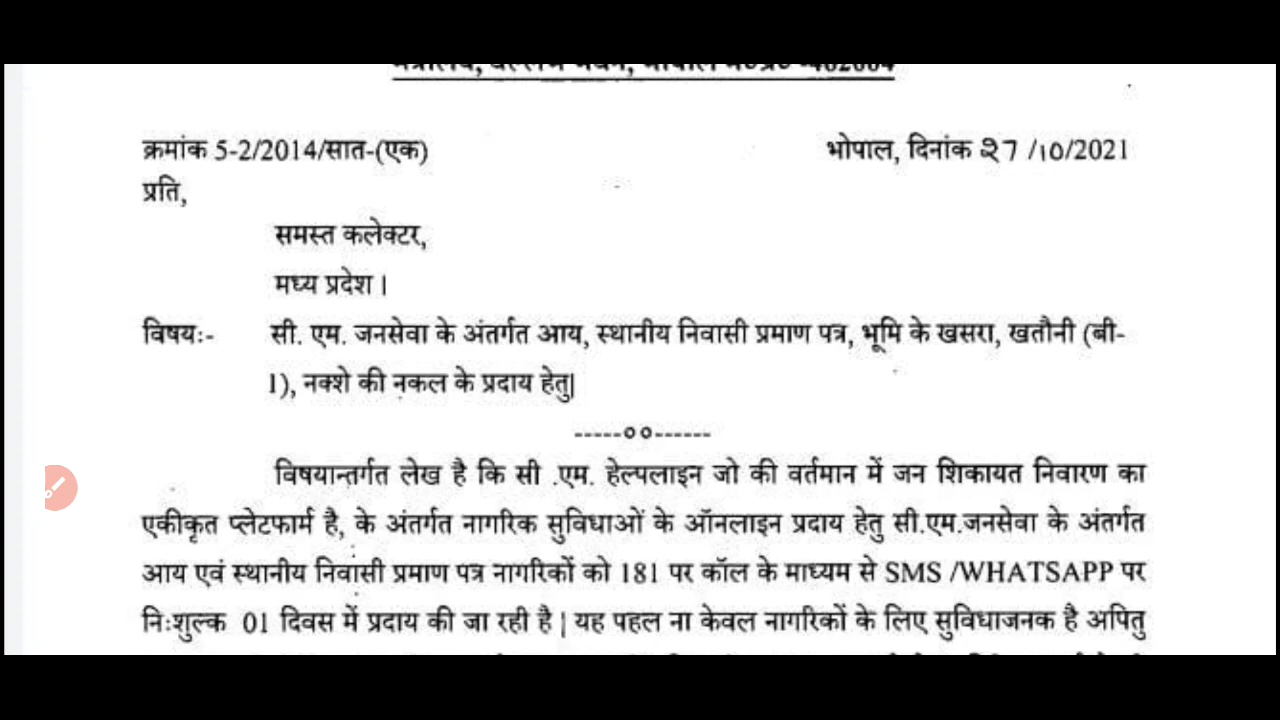 क्रमांक 5-2/2014/सात-(एक) भोपाल, दिनांक 27 /10/2021
प्रति,
समस्त कलेक्टर,
मध्य प्रदेश ।
विषयः- सी. एम. जनसेवा के अंतर्गत आय, स्थानीय निवासी प्रमाण पत्र, भूमि के खसरा, खतौनी (बी-
1), नक्शे की नकल के प्रदाय हेतु|
-----००------
विषयान्तर्गत लेख है कि सी .एम. हेल्पलाइन जो की वर्तमान में जन शिकायत निवारण का
एकीकृत प्लेटफार्म है, के अंतर्गत नागरिक सुविधाओं के ऑनलाइन प्रदाय हेतु सी.एम.जनसेवा के अंतर्गत
आय एवं स्थानीय निवासी प्रमाण पत्र नागरिकों को 181 पर कॉल के माध्यम से SMS /WHATSAPP पर
निःशुल्क 01 दिवस में प्रदाय की जा रही है | यह पहल ना केवल नागरिकों के लिए सुविधाजनक है अपितु